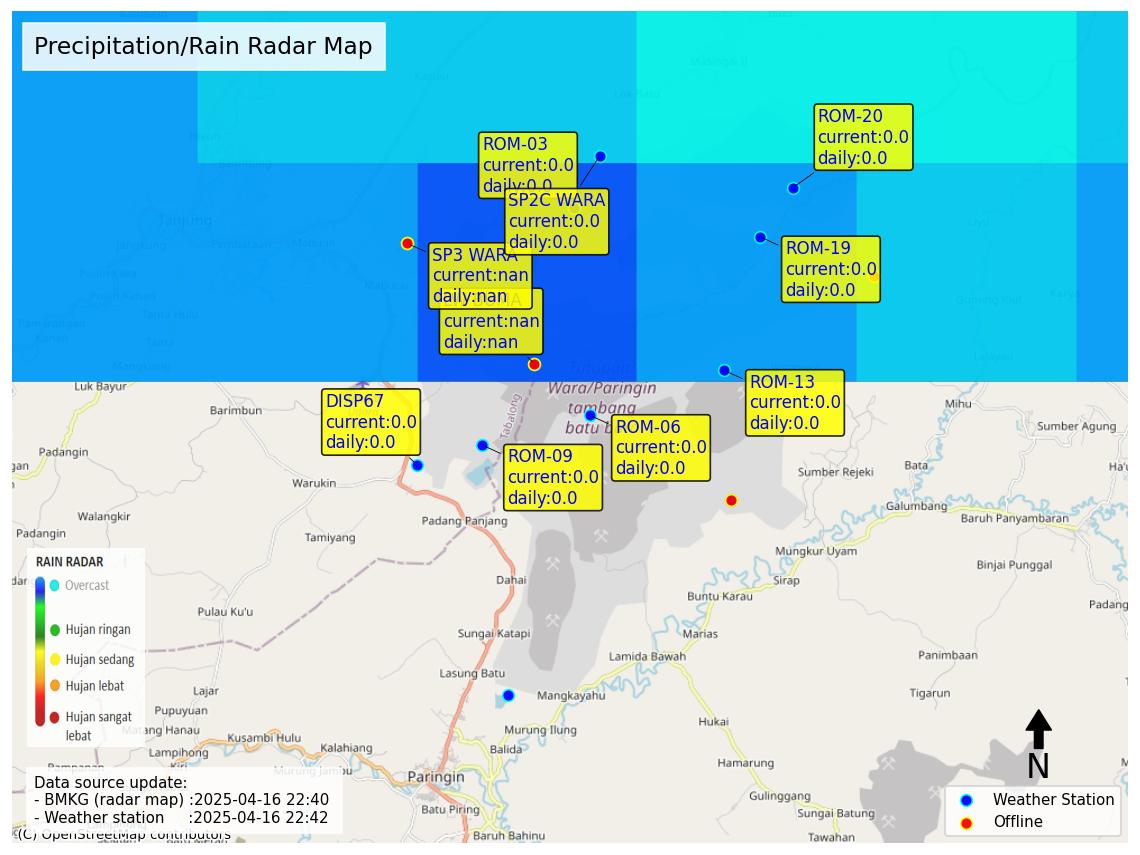 Precipitation/Rain Radar Map
ROM-20
current:0.0
daily:0.0
ROM-03
current:0.0
daily:0.0
SP2C WARA
current:0.0
daily:0.0
ROM-19
current:0.0
daily:0.0
SP3 WARA
current:nan
daily:nan
current:nan
daily:nan
ROM-13
current:0.0
daily:0.0
DISP67
current:0.0
daily:0.0
ROM-06
current:0.0
daily:0.0
ROM-09
current:0.0
daily:0.0
Tanjung
Tutupan
Wara/Paringin
tambang
batu
Tabalong
Luk Bayur
Barimbun
Mihu
Sumber Agung
Padangin
Bata
Sumber Rejeki
Warukin
Galumbang
Baruh Panyambaran
Walangkir
Padang Panjang
Padangin
Tamiyang
Mungkur Uyam
Binjai Punggal
Dahai
Sirap
Buntu Karau
Pulau Ku'u
Sungai Katapi
Marias
Lamida Bawah
Panimbaan
Lasung Batu
Lajar
Mangkayahu
Tigarun
Pupuyuan
Hukai
Matang Hanau
Kusambi Hulu
Murung Ilung
Kalahiang
Balida
Lampihong
Hamarung
Murung Jambu
Paringin
Gulinggang
Batu Piring
Sungai Batung
Baruh Bahinu
Tawahan
RAIN RADAR
Overcast
Hujan ringan
Hujan sedang
Hujan lebat
Hujan sangat
lebat
Data source update:
- BMKG (radar map) :2025-04-16 22:40
- Weather station :2025-04-16 22:42
(C) OpenStreetMap contributors
N
Weather Station
Offline